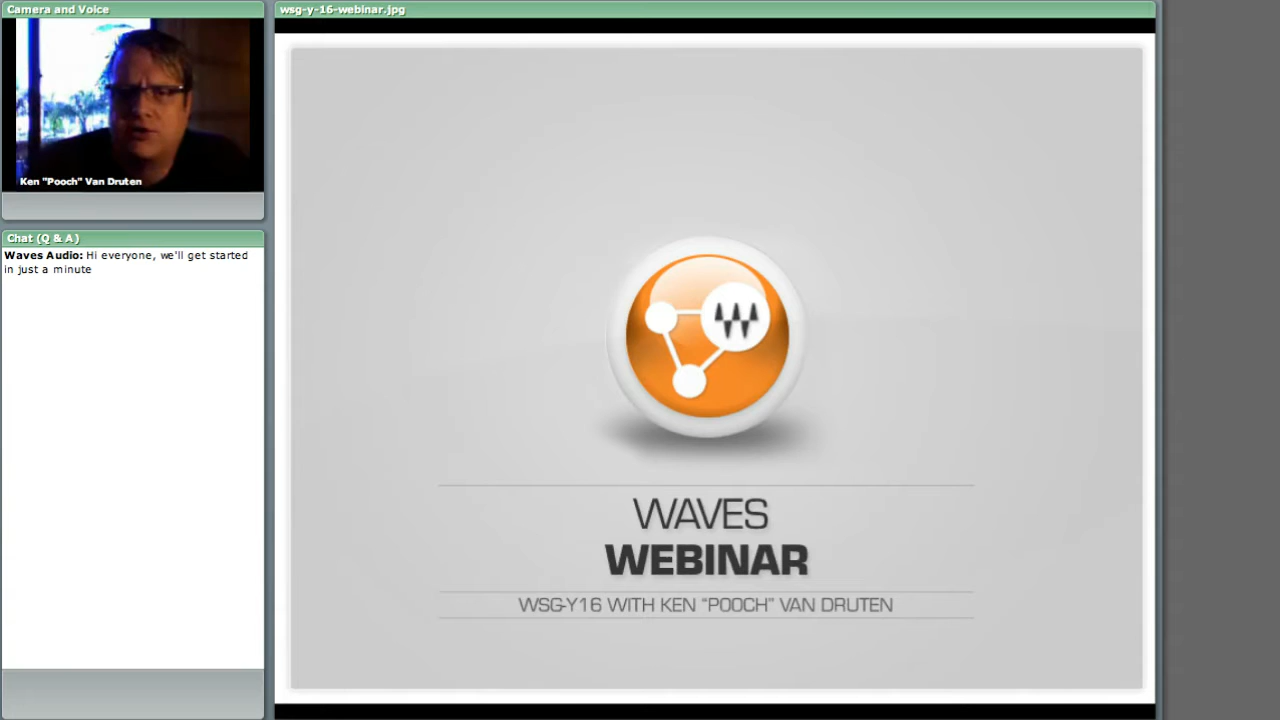 Camera and Voice
Ken "Pooch" Van Druten
Chat (Q & A)
Waves Audio: Hi everyone, we'll get started
in just a minute
wsg-y-16-webinar.jpg
W
WAVES
WEBINAR
WSG-Y16 WITH KEN “POOCH” VAN DRUTEN